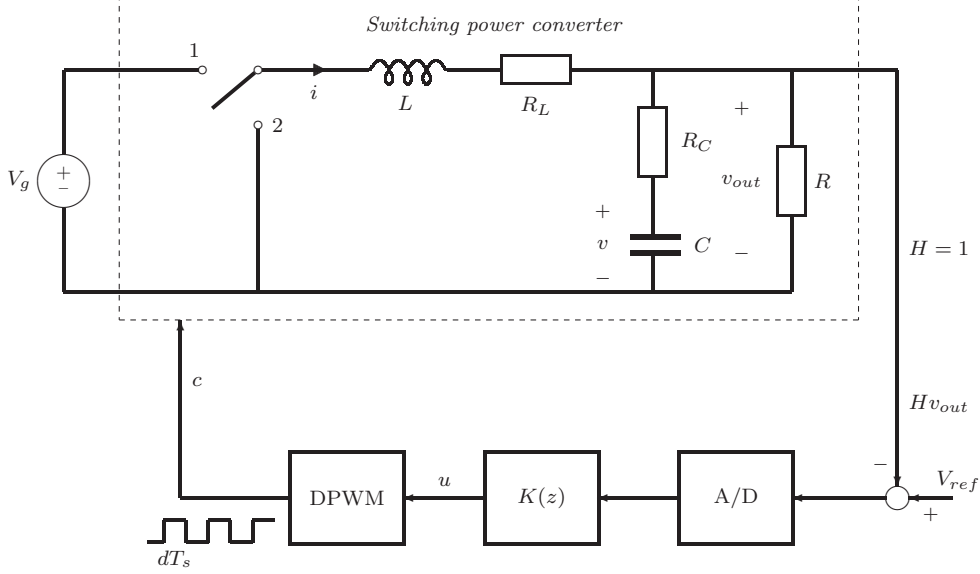 Switching power converter
1
i
L
R_L
2
V_g
+
−
+
R_C
v_out
R
+
v
C
−
−
H = 1
c
Hv_out
−
V_ref
+
DPWM
u
K(z)
A/D
dT_s